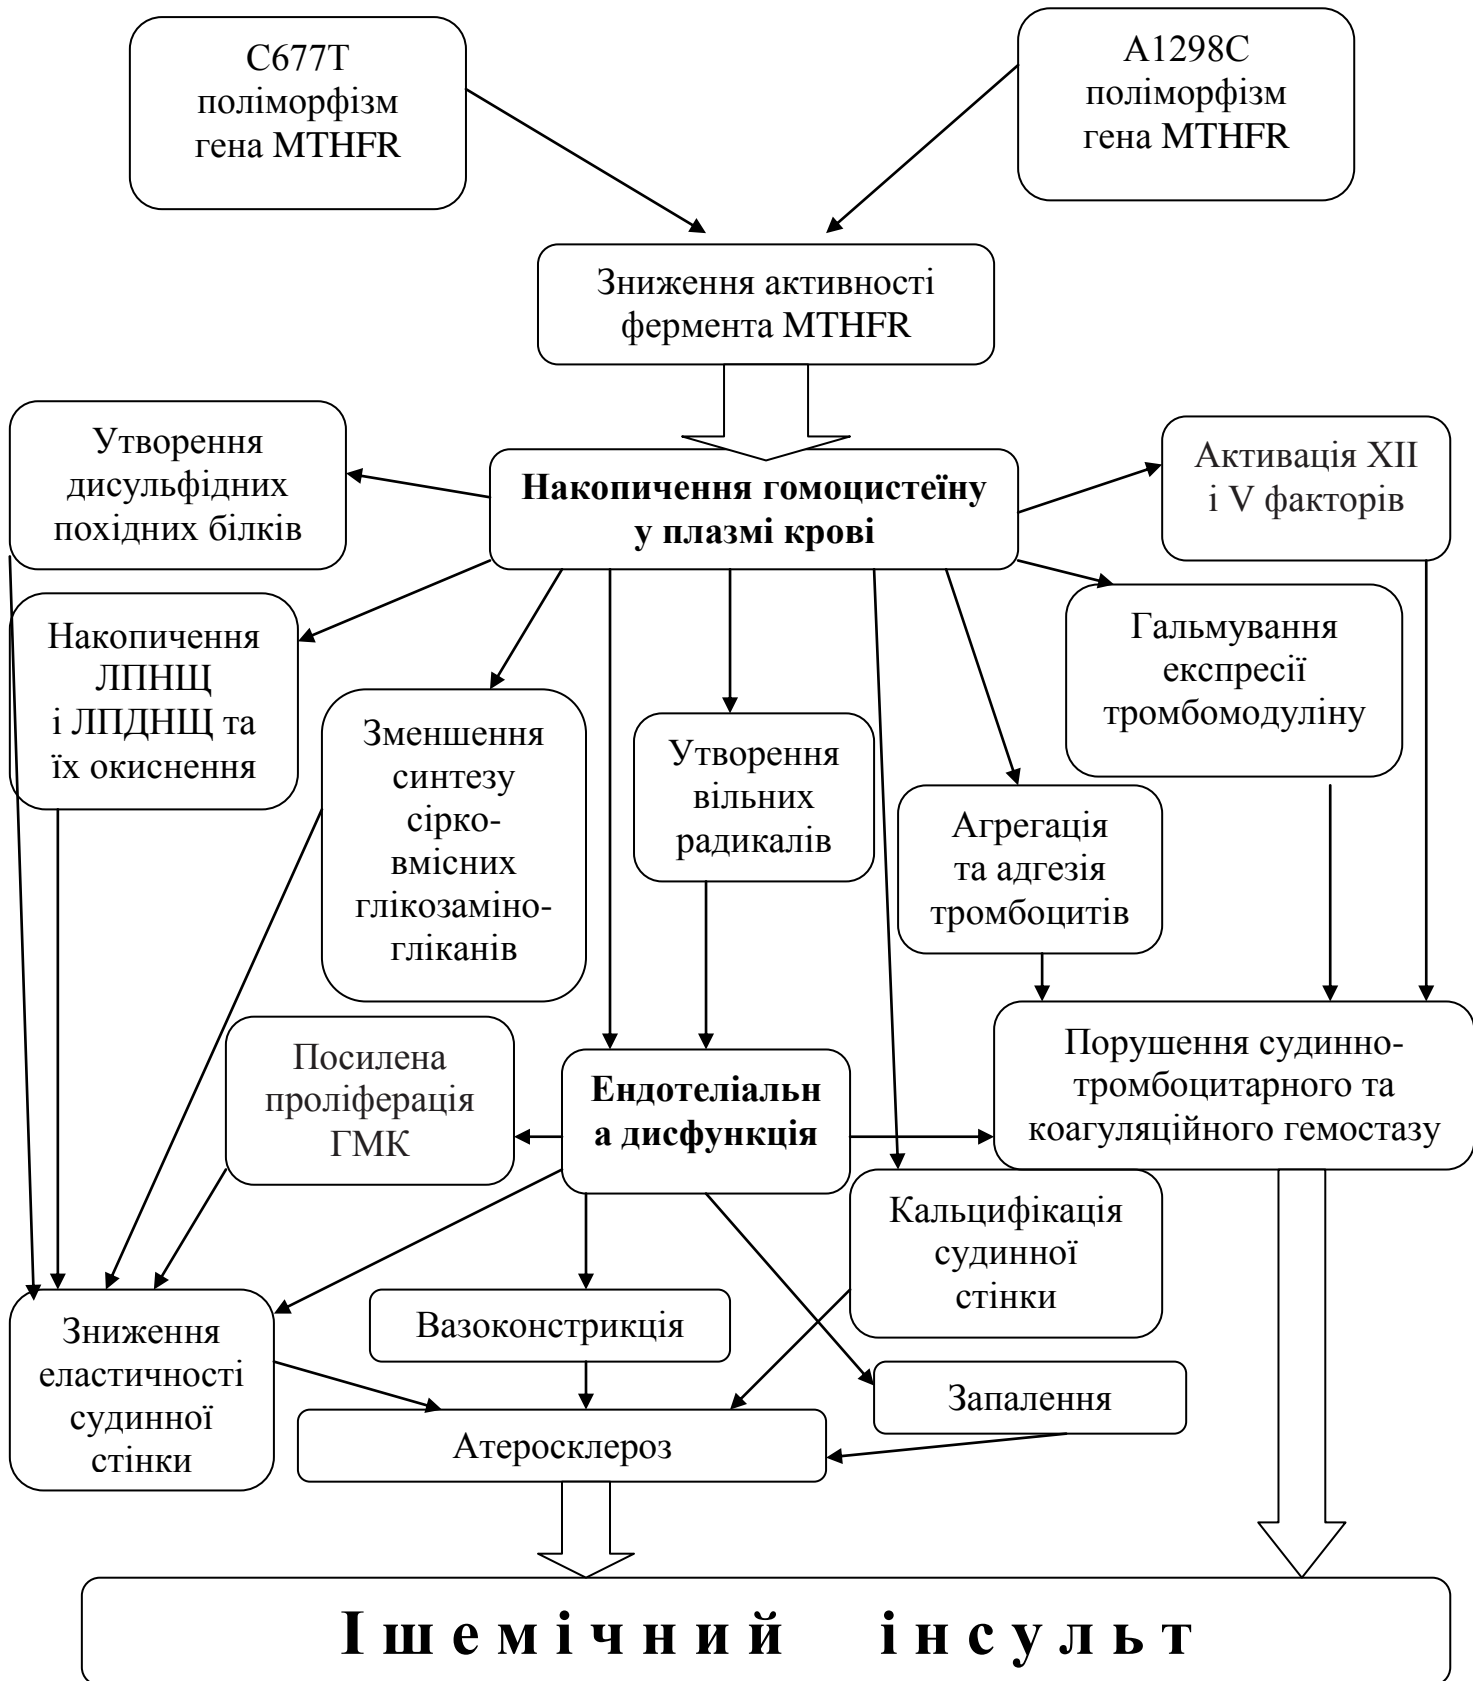 С677Т
поліморфізм
гена MTHFR
А1298С
поліморфізм
гена MTHFR
Зниження активності
фермента MTHFR
Утворення
дисульфідних
похідних білків
Накопичення гомоцистеїну
у плазмі крові
Активація XII
і V факторів
Накопичення
ЛПНЩ
і ЛПДНЩ та
їх окиснення
Зменшення
синтезу
сірко-
вмісних
глікозаміно-
гліканів
Утворення
вільних
радикалів
Агрегація
та адгезія
тромбоцитів
Гальмування
експресії
тромбомодуліну
Посилена
проліферація
ГМК
Ендотеліальн
а дисфункція
Порушення судинно-
тромбоцитарного та
коагуляційного гемостазу
Кальцифікація
судинної
стінки
Зниження
еластичності
судинної
стінки
Вазоконстрикція
Запалення
Атеросклероз
І ш е м і ч н и й   і н с у л ь т